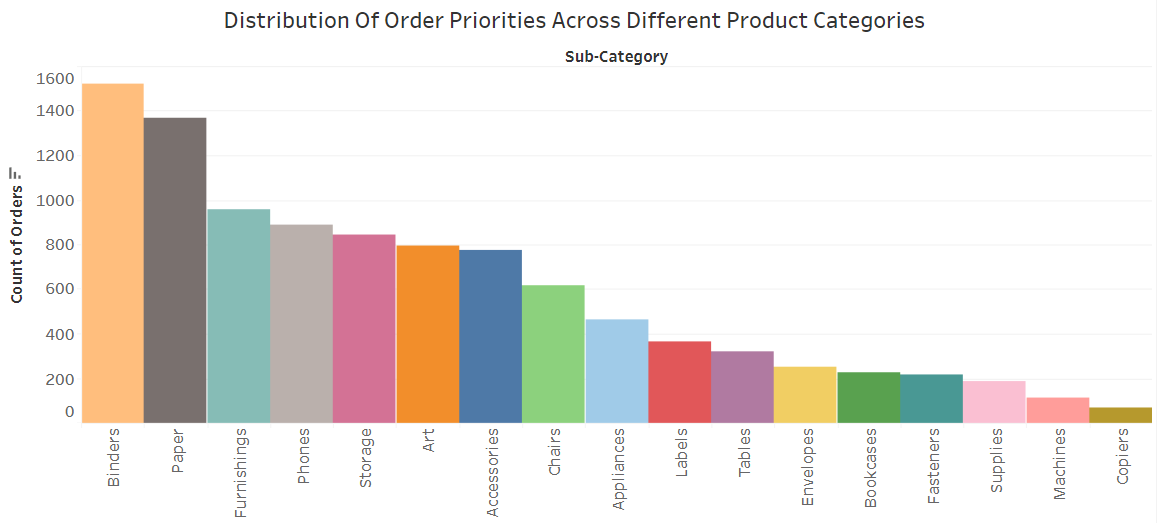 Distribution Of Order Priorities Across Different Product Categories
Sub-Category
Count of Orders
1600
1400
1200
1000
800
600
400
200
0
Binders
Paper
Furnishings
Phones
Storage
Art
Accessories
Chairs
Appliances
Labels
Tables
Envelopes
Bookcases
Fasteners
Supplies
Machines
Copiers